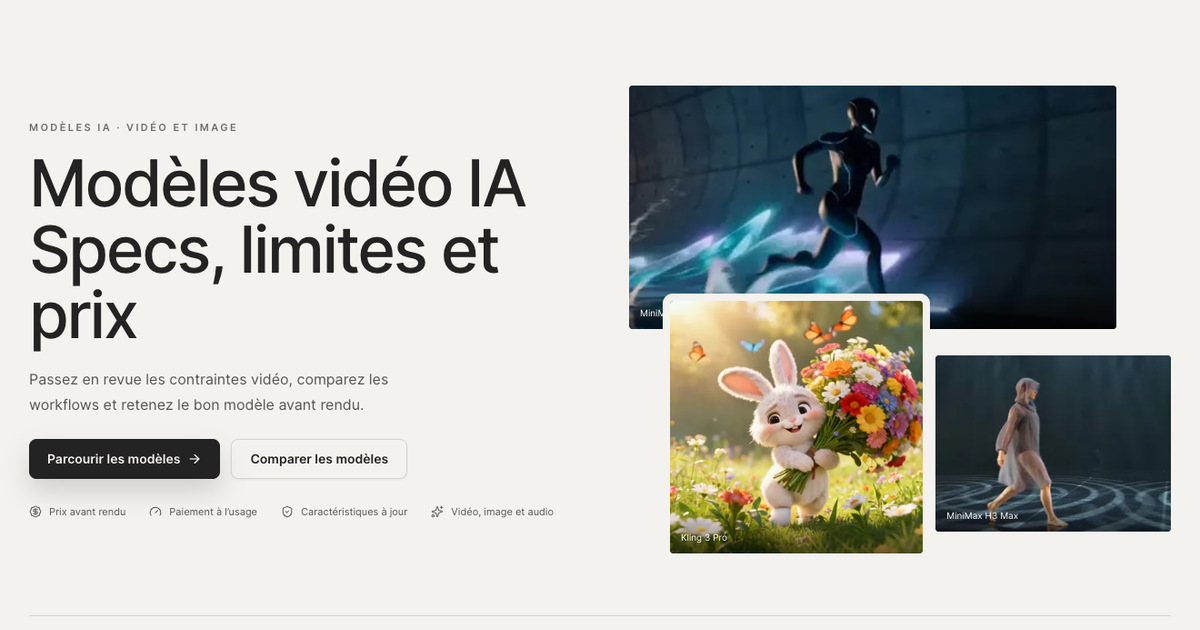 MODÈLES IA · VIDÉO ET IMAGE
Modèles vidéo IA
Specs, limites et
prix
Passez en revue les contraintes vidéo, comparez les
workflows et retenez le bon modèle avant rendu.
Parcourir les modèles
Comparer les modèles
Prix avant rendu
Paiement à l'usage
Caractéristiques à jour
Vidéo, image et audio
Kling 3 Pro
MiniMax H3 Max